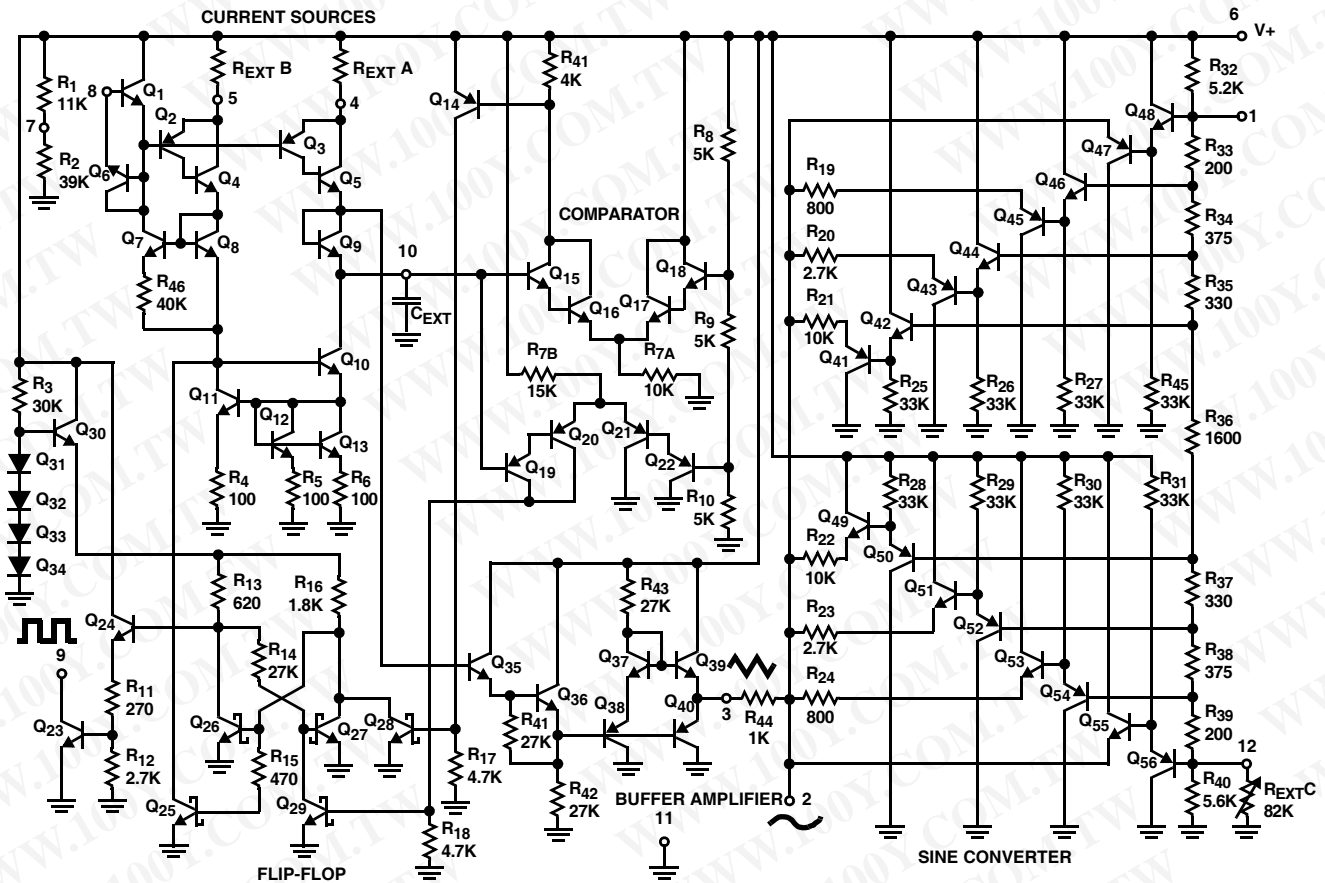 CURRENT SOURCES
6
V+
R1
11K
8
Q1
REXT B
5
REXT A
4
R41
4K
Q14
R32
5.2K
1
Q48
7
R2
39K
Q2
Q3
Q6
Q4
Q5
R8
5K
Q47
R33
200
R19
800
Q46
R34
375
Q45
COMPARATOR
Q7
Q8
Q9
10
R20
2.7K
Q44
R46
40K
CEXT
Q15
Q16
Q17
Q18
R21
10K
Q43
R35
330
Q42
R9
5K
Q41
Q10
R7B
15K
R7A
10K
R3
30K
Q11
Q12
Q13
R25
33K
R26
33K
R27
33K
R45
33K
Q30
Q20
Q21
R36
1600
Q31
Q19
Q22
Q32
R4
100
R5
100
R6
100
R10
5K
R28
33K
R29
33K
R30
33K
R31
33K
Q33
Q49
Q34
R22
10K
Q50
R13
620
R16
1.8K
R43
27K
R37
330
Q51
Q24
R23
2.7K
Q52
9
R14
27K
Q35
Q37
Q39
Q53
R38
375
R11
270
Q36
R24
800
Q54
Q23
Q26
Q27
Q28
R41
27K
Q38
Q40
3
R44
1K
Q55
R39
200
R12
2.7K
R15
470
R17
4.7K
Q56
12
Q25
Q29
R42
27K
BUFFER AMPLIFIER
2
R40
5.6K
REXTC
82K
R18
4.7K
11
SINE CONVERTER
FLIP-FLOP
WWW.100Y.COM.TW